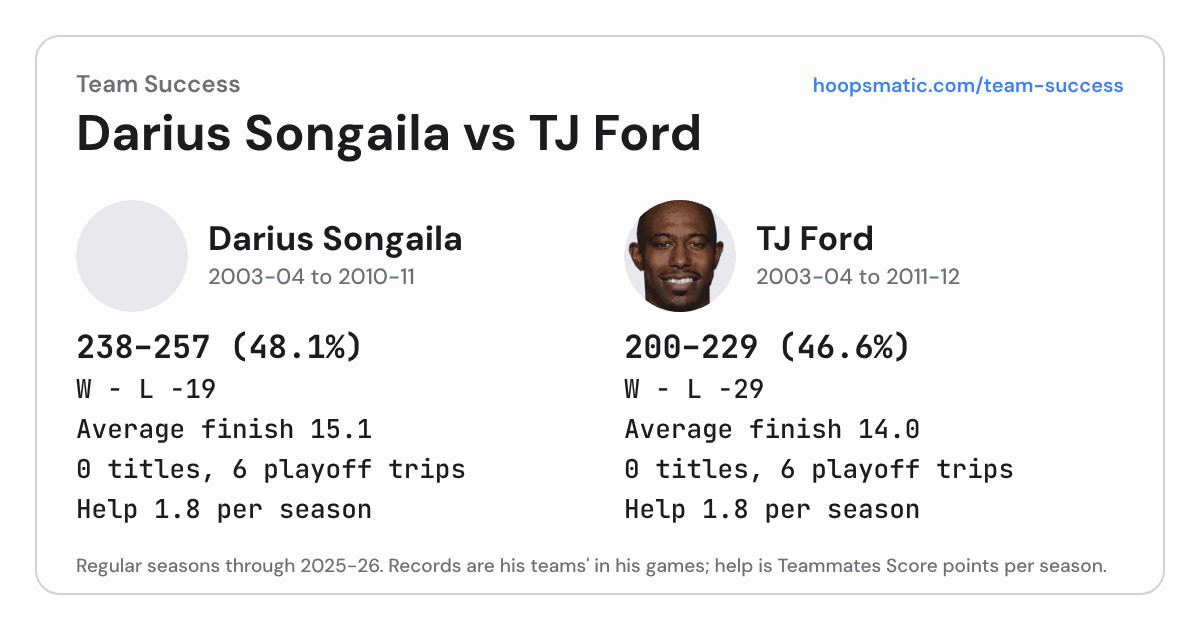 Team Success
hoopsmatic.com/team-success
Darius Songaila vs TJ Ford
Darius Songaila
2003-04 to 2010-11
238-257 (48.1%)
W - L -19
Average finish 15.1
0 titles, 6 playoff trips
Help 1.8 per season
TJ Ford
2003-04 to 2011-12
200-229 (46.6%)
W - L -29
Average finish 14.0
0 titles, 6 playoff trips
Help 1.8 per season
Regular seasons through 2025-26. Records are his teams' in his games; help is Teammates Score points per season.